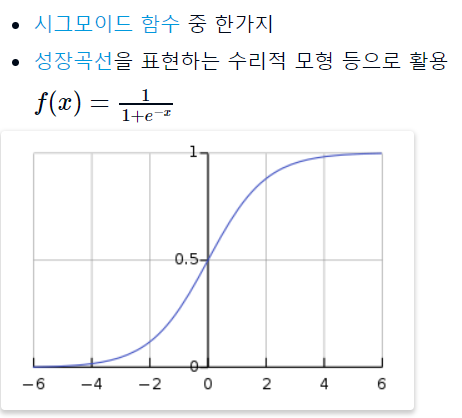 시그모이드 함수 중 한가지
성장곡선을 표현하는 수리적 모형 등으로 활용
f(x) = 1/(1+e^{-x})
1
0.5
0
−6 −4 −2 0 2 4 6